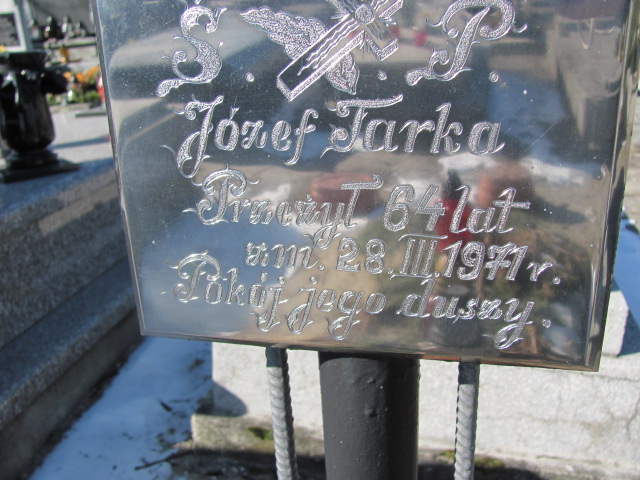 Ś. P.
Józef Tarka
Przeżył 64 lat
zm. 28.III.1971 r.
Pokój jego duszy.